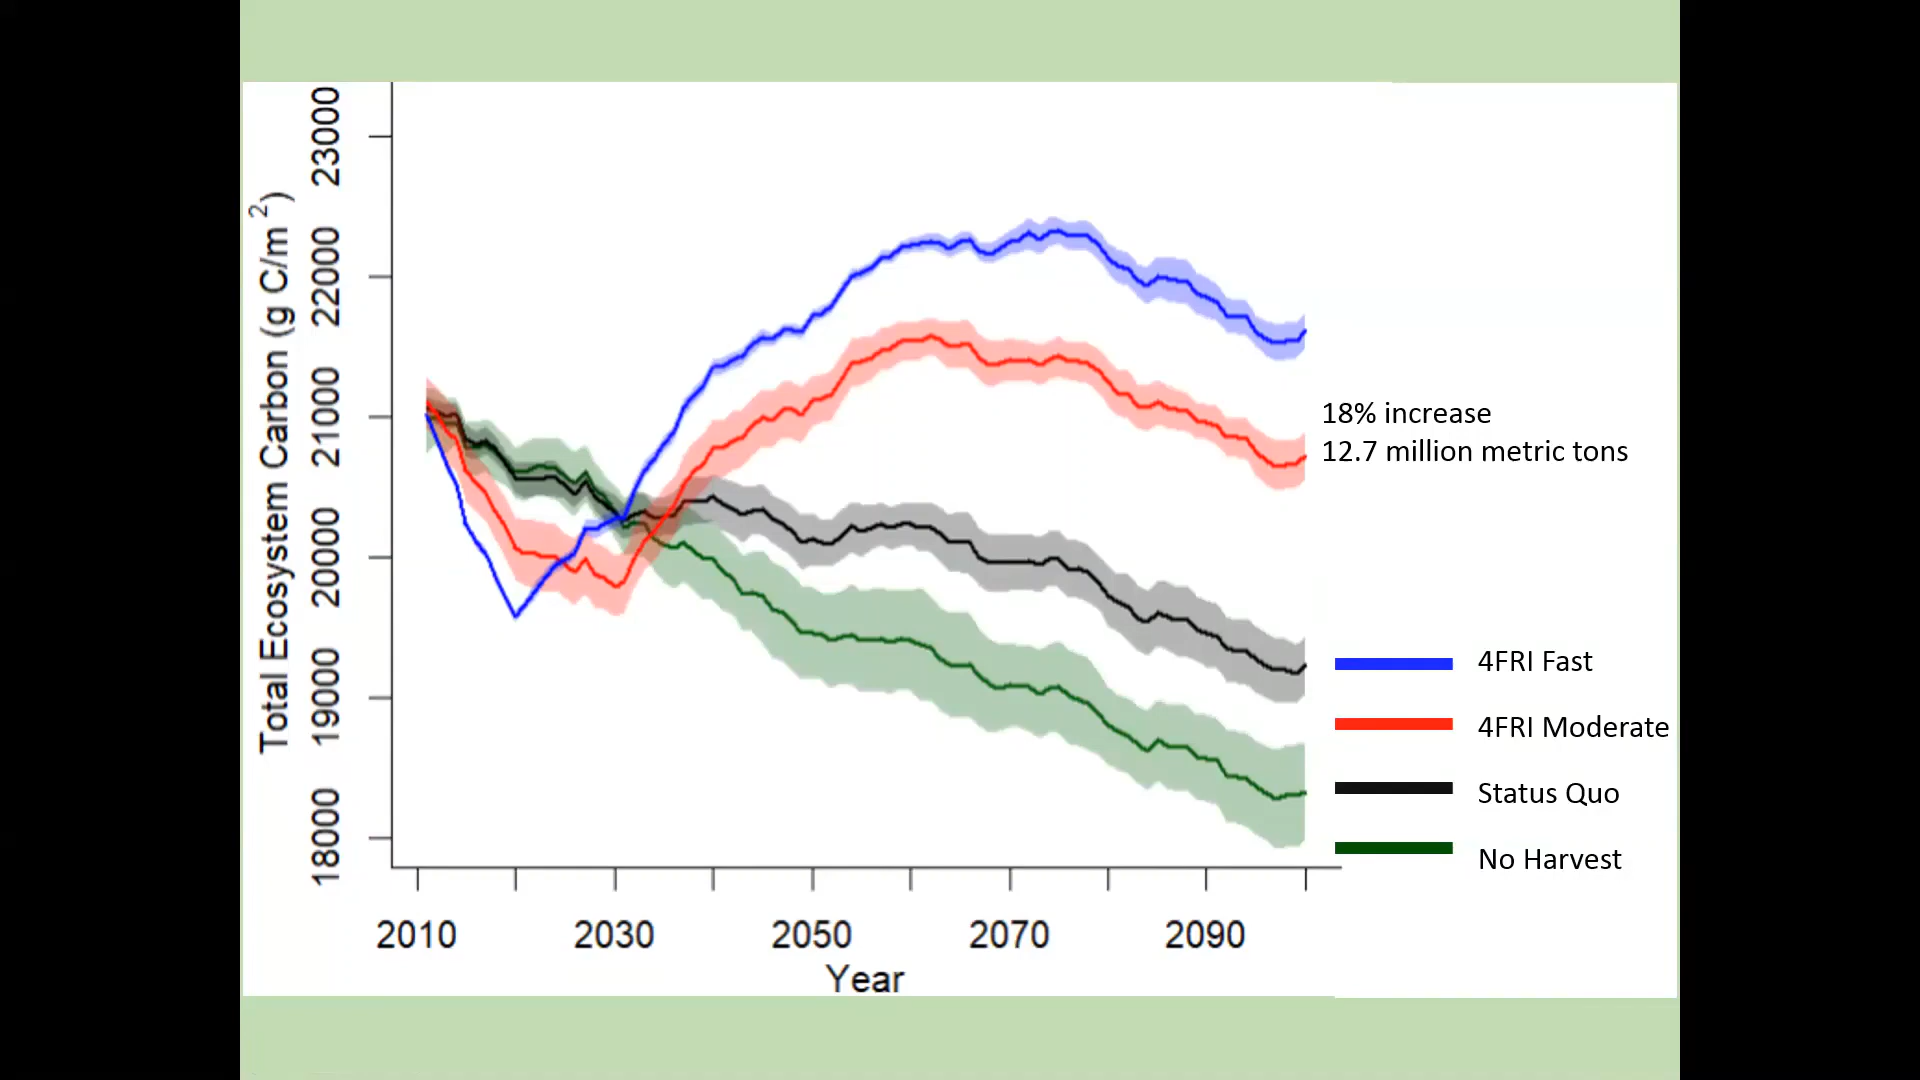 23000
22000
21000
20000
19000
18000
Total Ecosystem Carbon (g C/m 2)
2010 2030 2050 2070 2090
Year
18% increase
12.7 million metric tons
4FRI Fast
4FRI Moderate
Status Quo
No Harvest